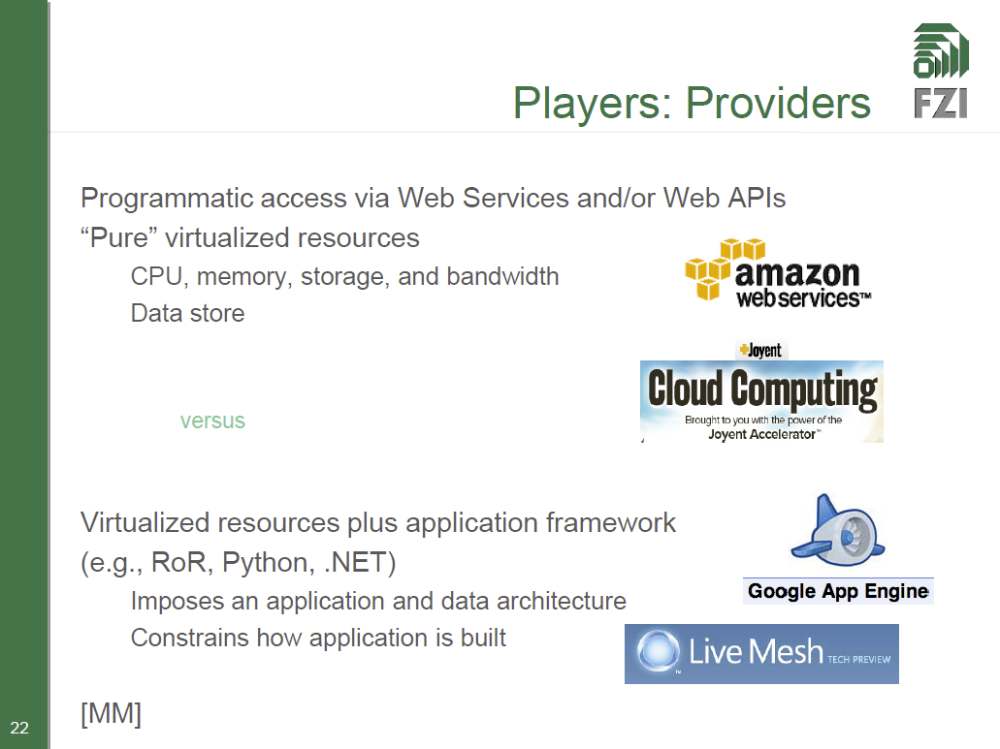 FZI
Players: Providers
Programmatic access via Web Services and/or Web APIs
“Pure” virtualized resources
CPU, memory, storage, and bandwidth
Data store
amazon
webservices™
Joyent
Cloud Computing
Brought to you with the power of the
Joyent Accelerator™
versus
Virtualized resources plus application framework
(e.g., RoR, Python, .NET)
Imposes an application and data architecture
Constrains how application is built
Google App Engine
Live Mesh TECH PREVIEW
™
[MM]
22